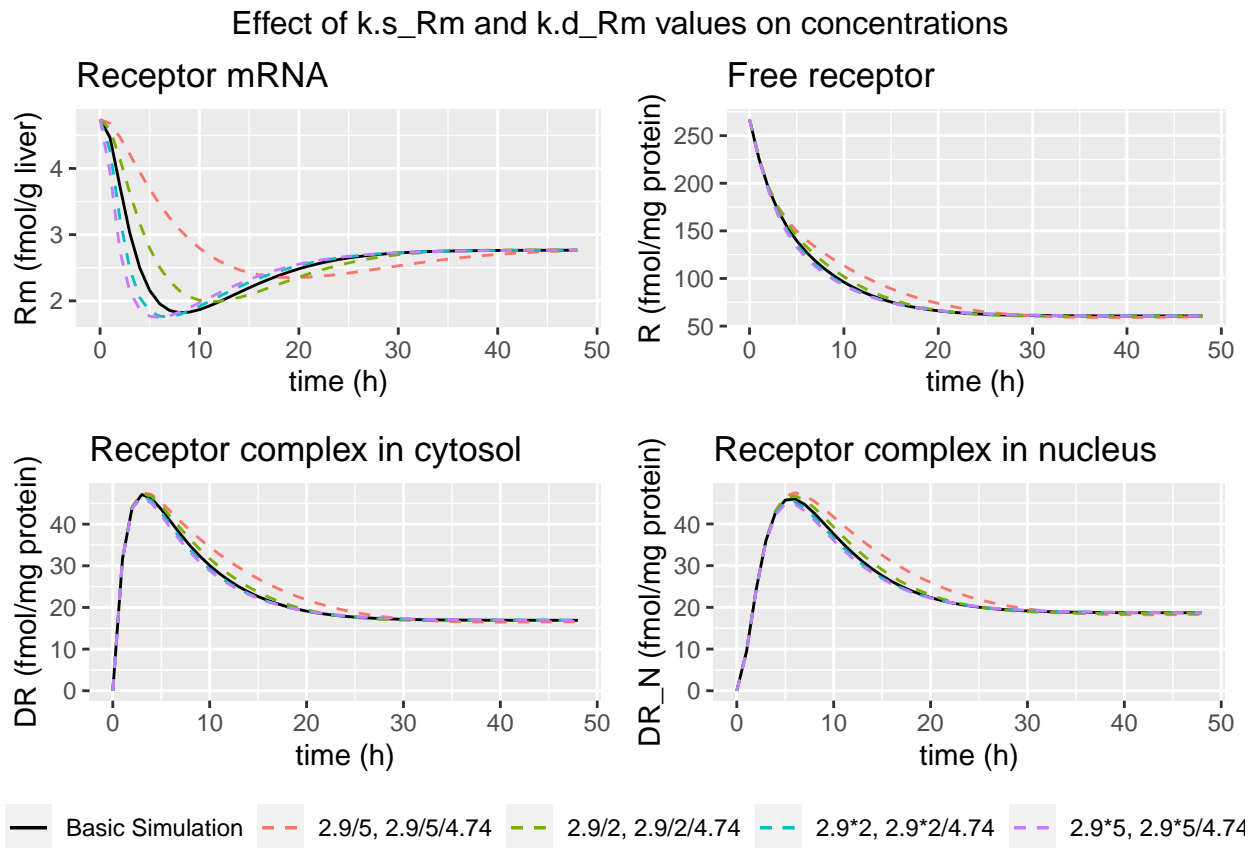 Effect of k.s_Rm and k.d_Rm values on concentrations
Receptor mRNA
Rm (fmol/g liver)
4
3
2
0 10 20 30 40 50
time (h)
Free receptor
R (fmol/mg protein)
250
200
150
100
50
0 10 20 30 40 50
time (h)
Receptor complex in cytosol
DR (fmol/mg protein)
40
30
20
10
0
0 10 20 30 40 50
time (h)
Receptor complex in nucleus
DR_N (fmol/mg protein)
40
30
20
10
0
0 10 20 30 40 50
time (h)
Basic Simulation 2.9/5, 2.9/5/4.74 2.9/2, 2.9/2/4.74 2.9*2, 2.9*2/4.74 2.9*5, 2.9*5/4.74